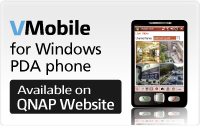 VMobile
for Windows
PDA phone
Available on
QNAP Website